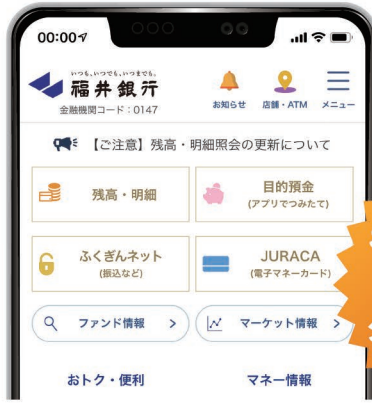 00:00
いつも、いつでも、いつまでも。
福井銀行
金融機関コード:0147
お知らせ
店舗・ATM
メニュー
【ご注意】残高・明細照会の更新について
残高・明細
目的預金
(アプリでつみたて)
ふくぎんネット
(振込など)
JURACA
(電子マネーカード)
ファンド情報
マーケット情報
おトク・便利
マネー情報